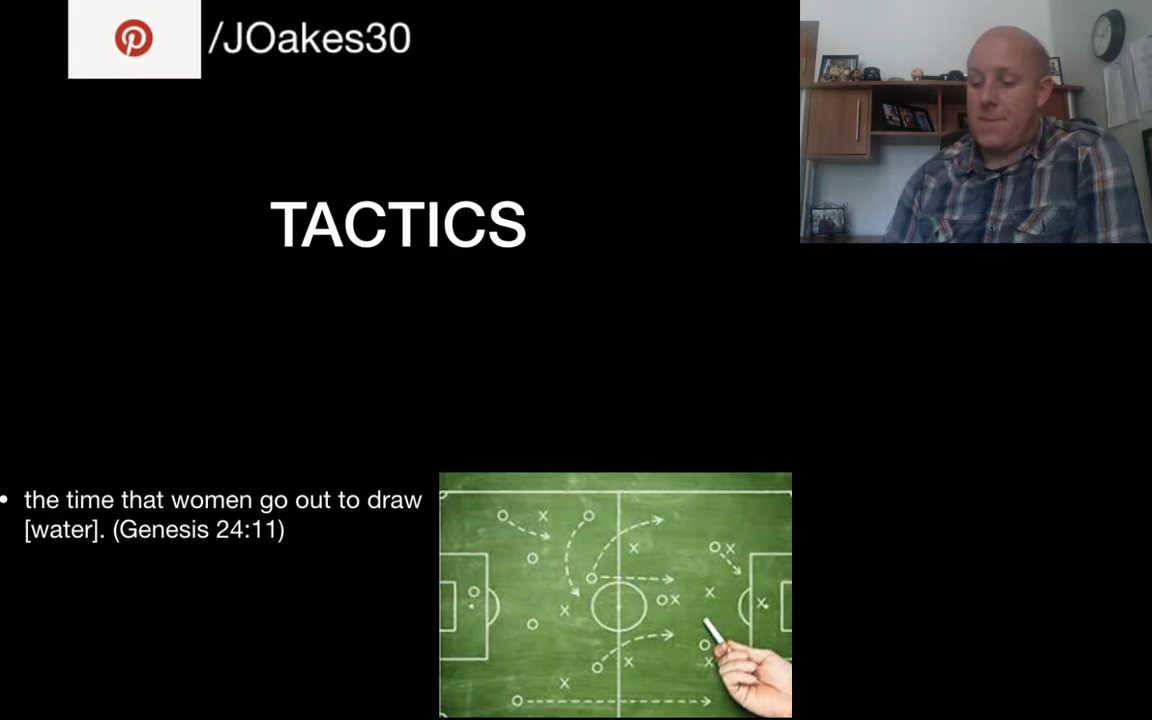 /JOakes30
TACTICS
• the time that women go out to draw
[water]. (Genesis 24:11)